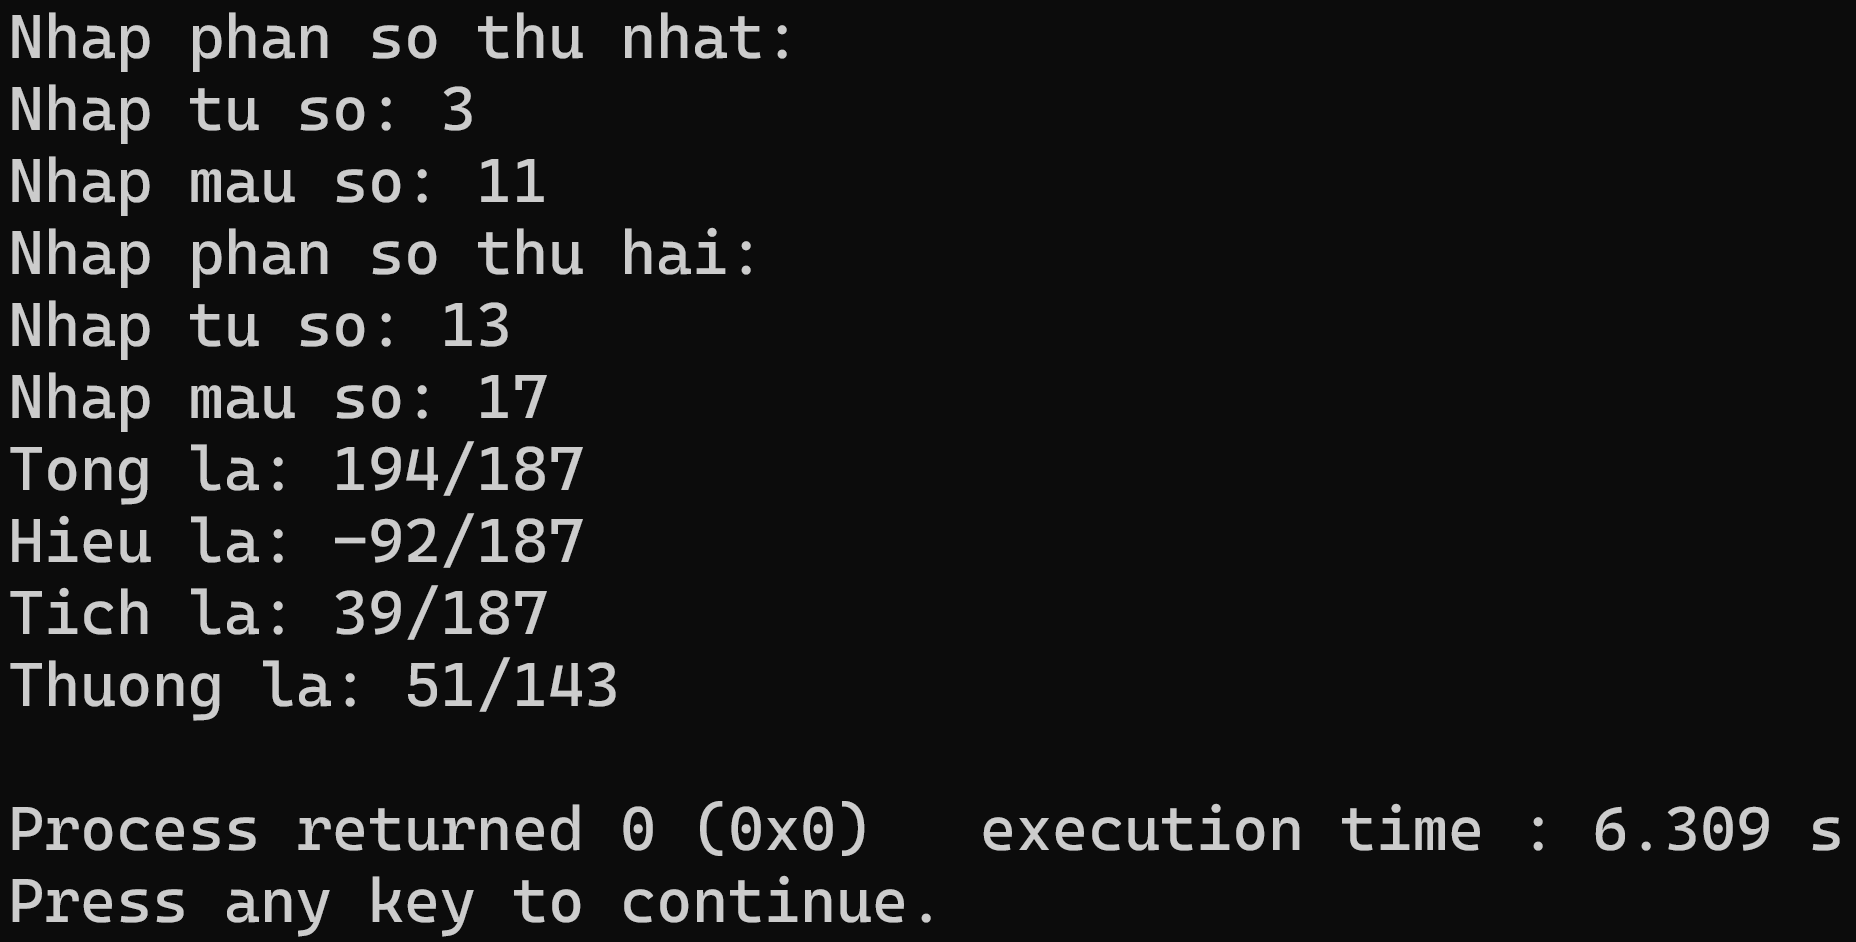 Nhap phan so thu nhat:
Nhap tu so: 3
Nhap mau so: 11
Nhap phan so thu hai:
Nhap tu so: 13
Nhap mau so: 17
Tong la: 194/187
Hieu la: -92/187
Tich la: 39/187
Thuong la: 51/143

Process returned 0 (0x0)   execution time : 6.309 s
Press any key to continue.